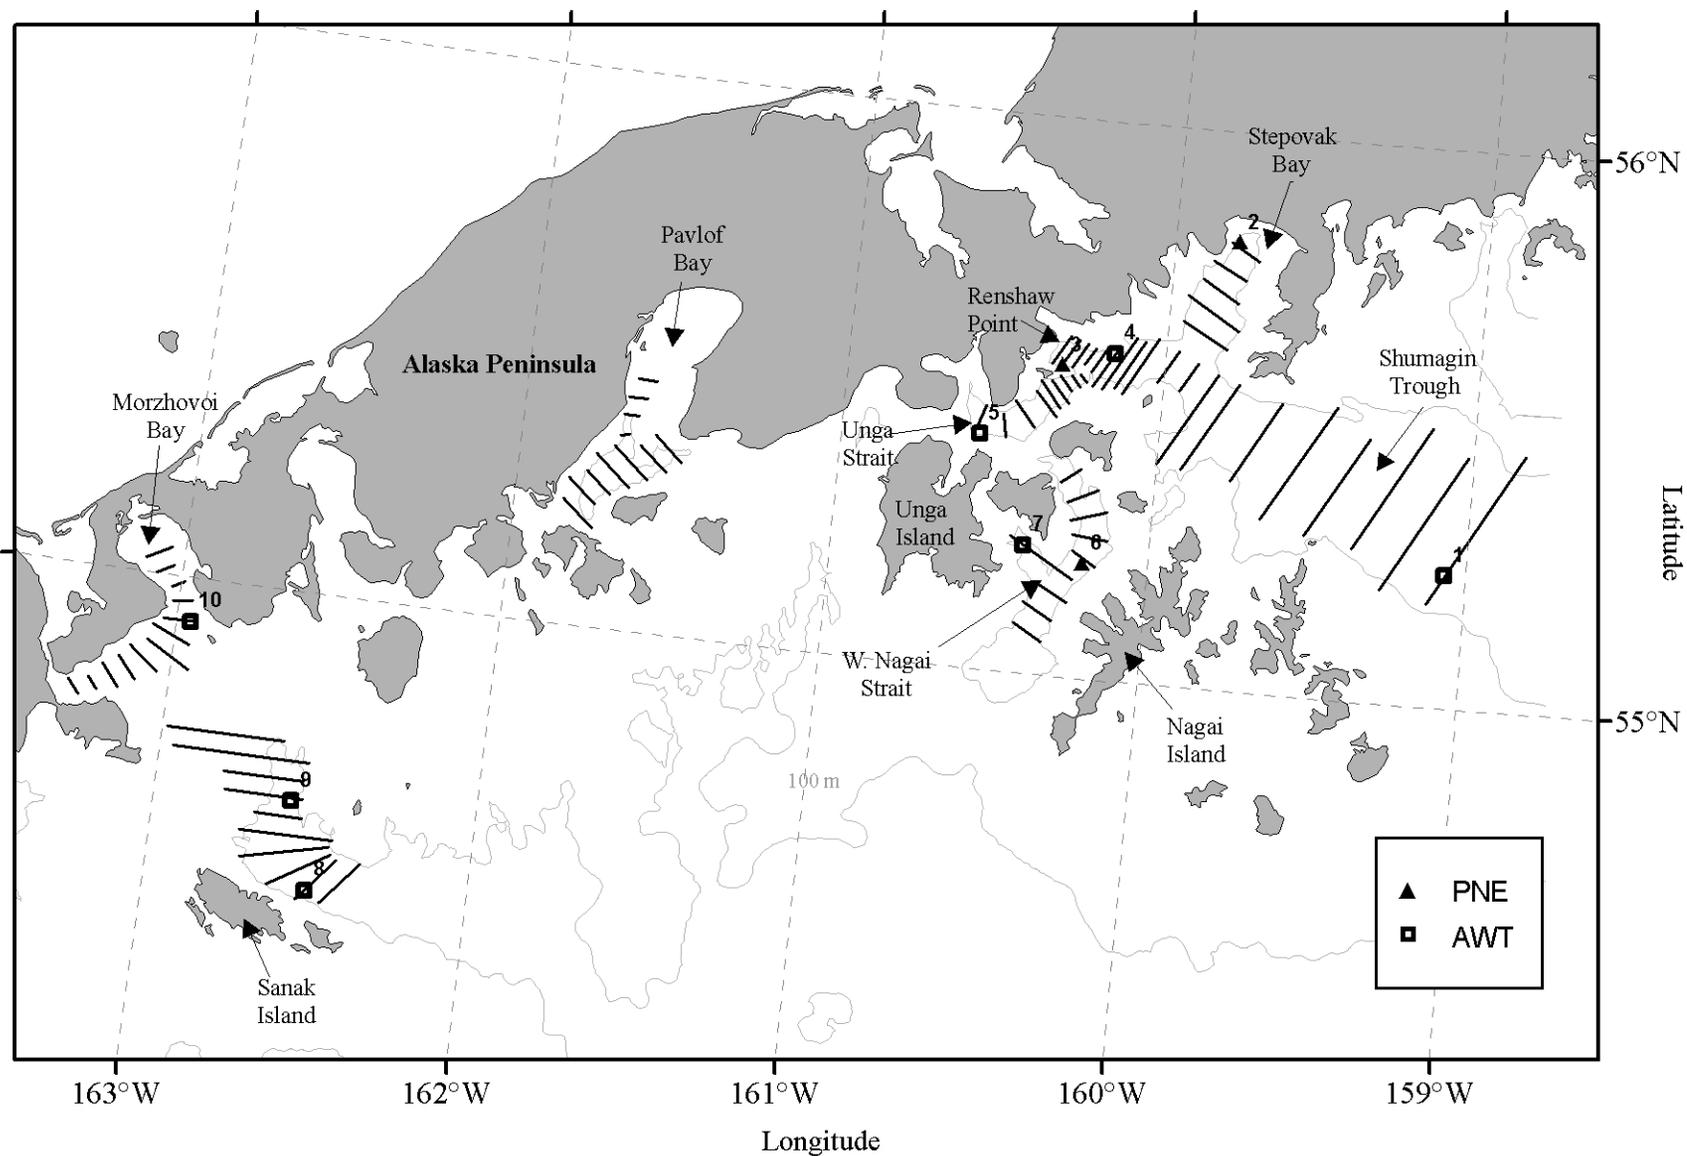 Stepovak
Bay
56°N
2
Pavlof
Bay
Renshaw
Point
4
3
Alaska Peninsula
Shumagin
Trough
Morzhovoi
Bay
5
Unga
Strait
Unga
Island
7
6
1
Latitude
10
W. Nagai
Strait
Nagai
Island
55°N
100 m
9
8
PNE
AWT
Sanak
Island
163°W
162°W
161°W
160°W
159°W
Longitude